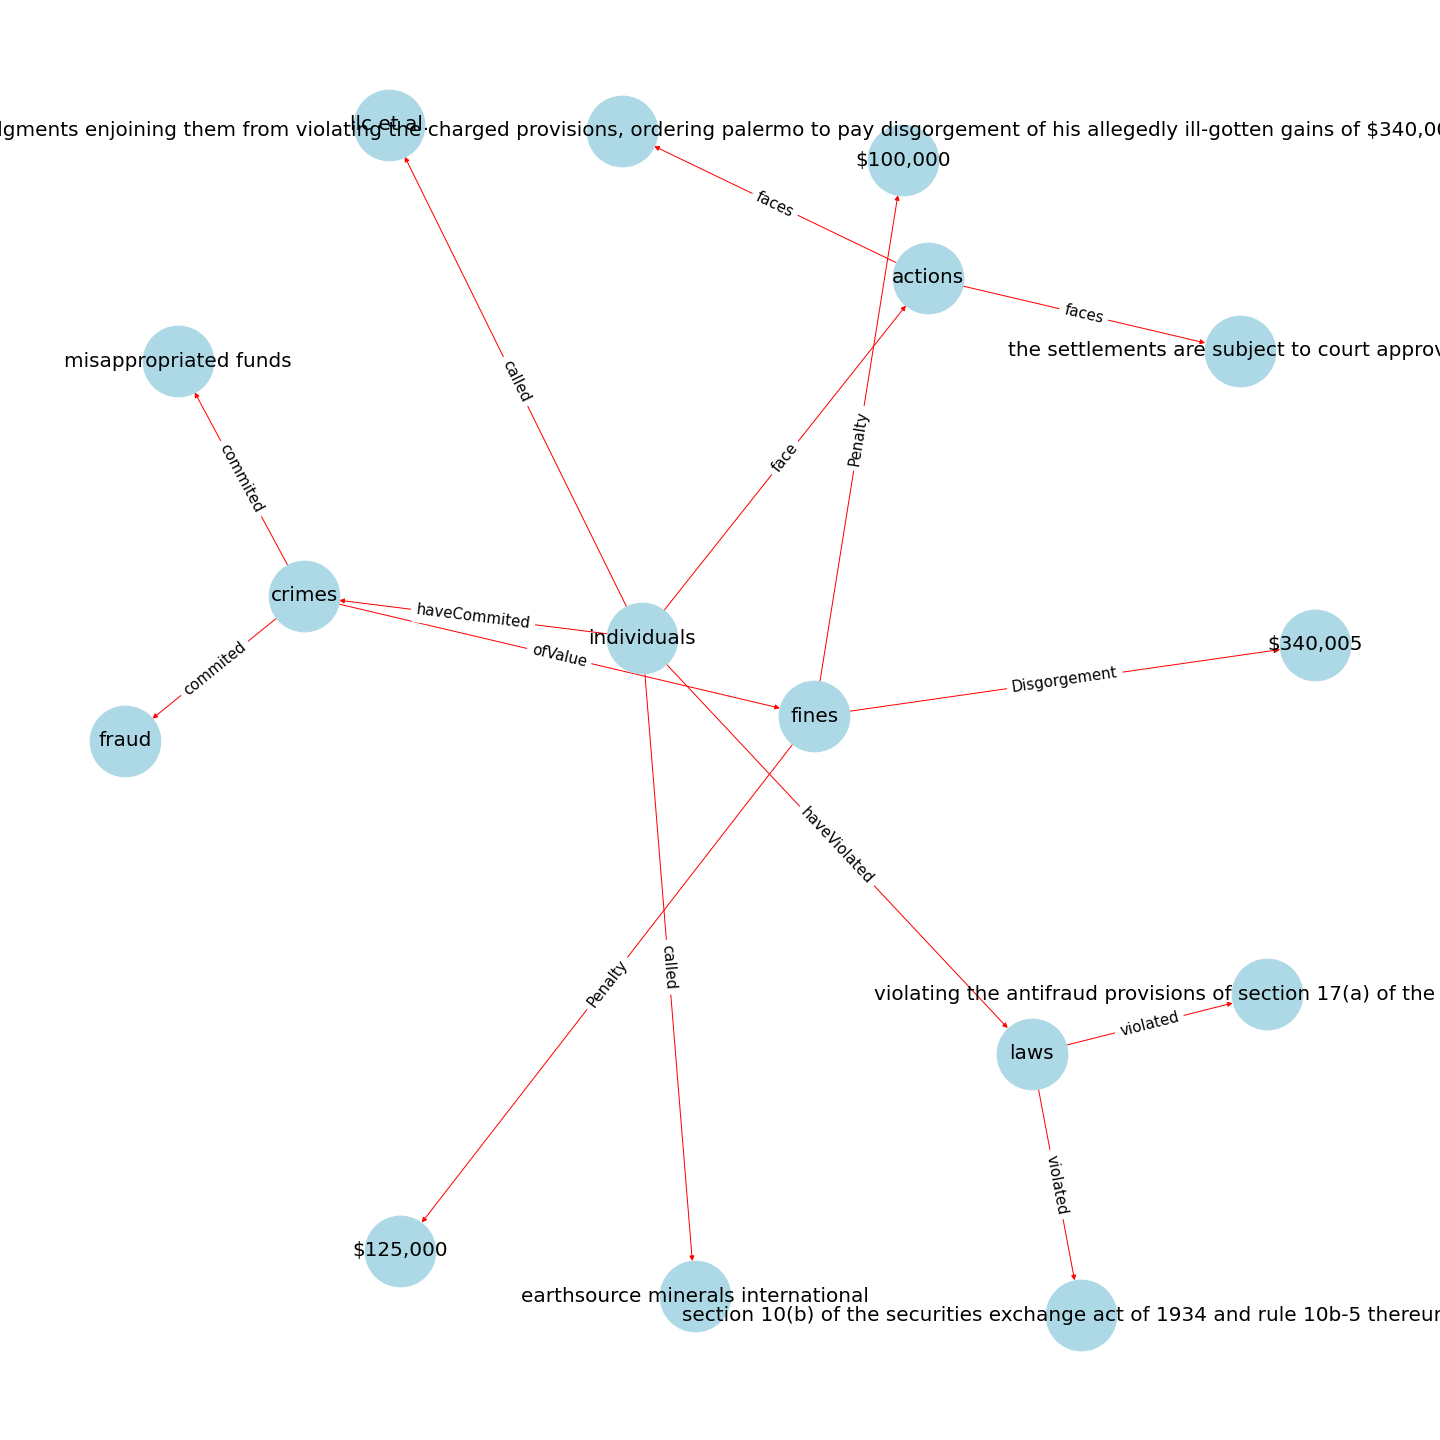 llc et al.
dgments enjoining them from violating the charged provisions, ordering palermo to pay disgorgement of his allegedly ill-gotten gains of $340,00
$100,000
faces
actions
faces
the settlements are subject to court approv
misappropriated funds
called
Penalty
face
commited
crimes
haveCommited
individuals
ofValue
$340,005
Disgorgement
commited
fines
fraud
haveViolated
called
Penalty
violating the antifraud provisions of section 17(a) of the
violated
laws
violated
$125,000
earthsource minerals international
section 10(b) of the securities exchange act of 1934 and rule 10b-5 thereun